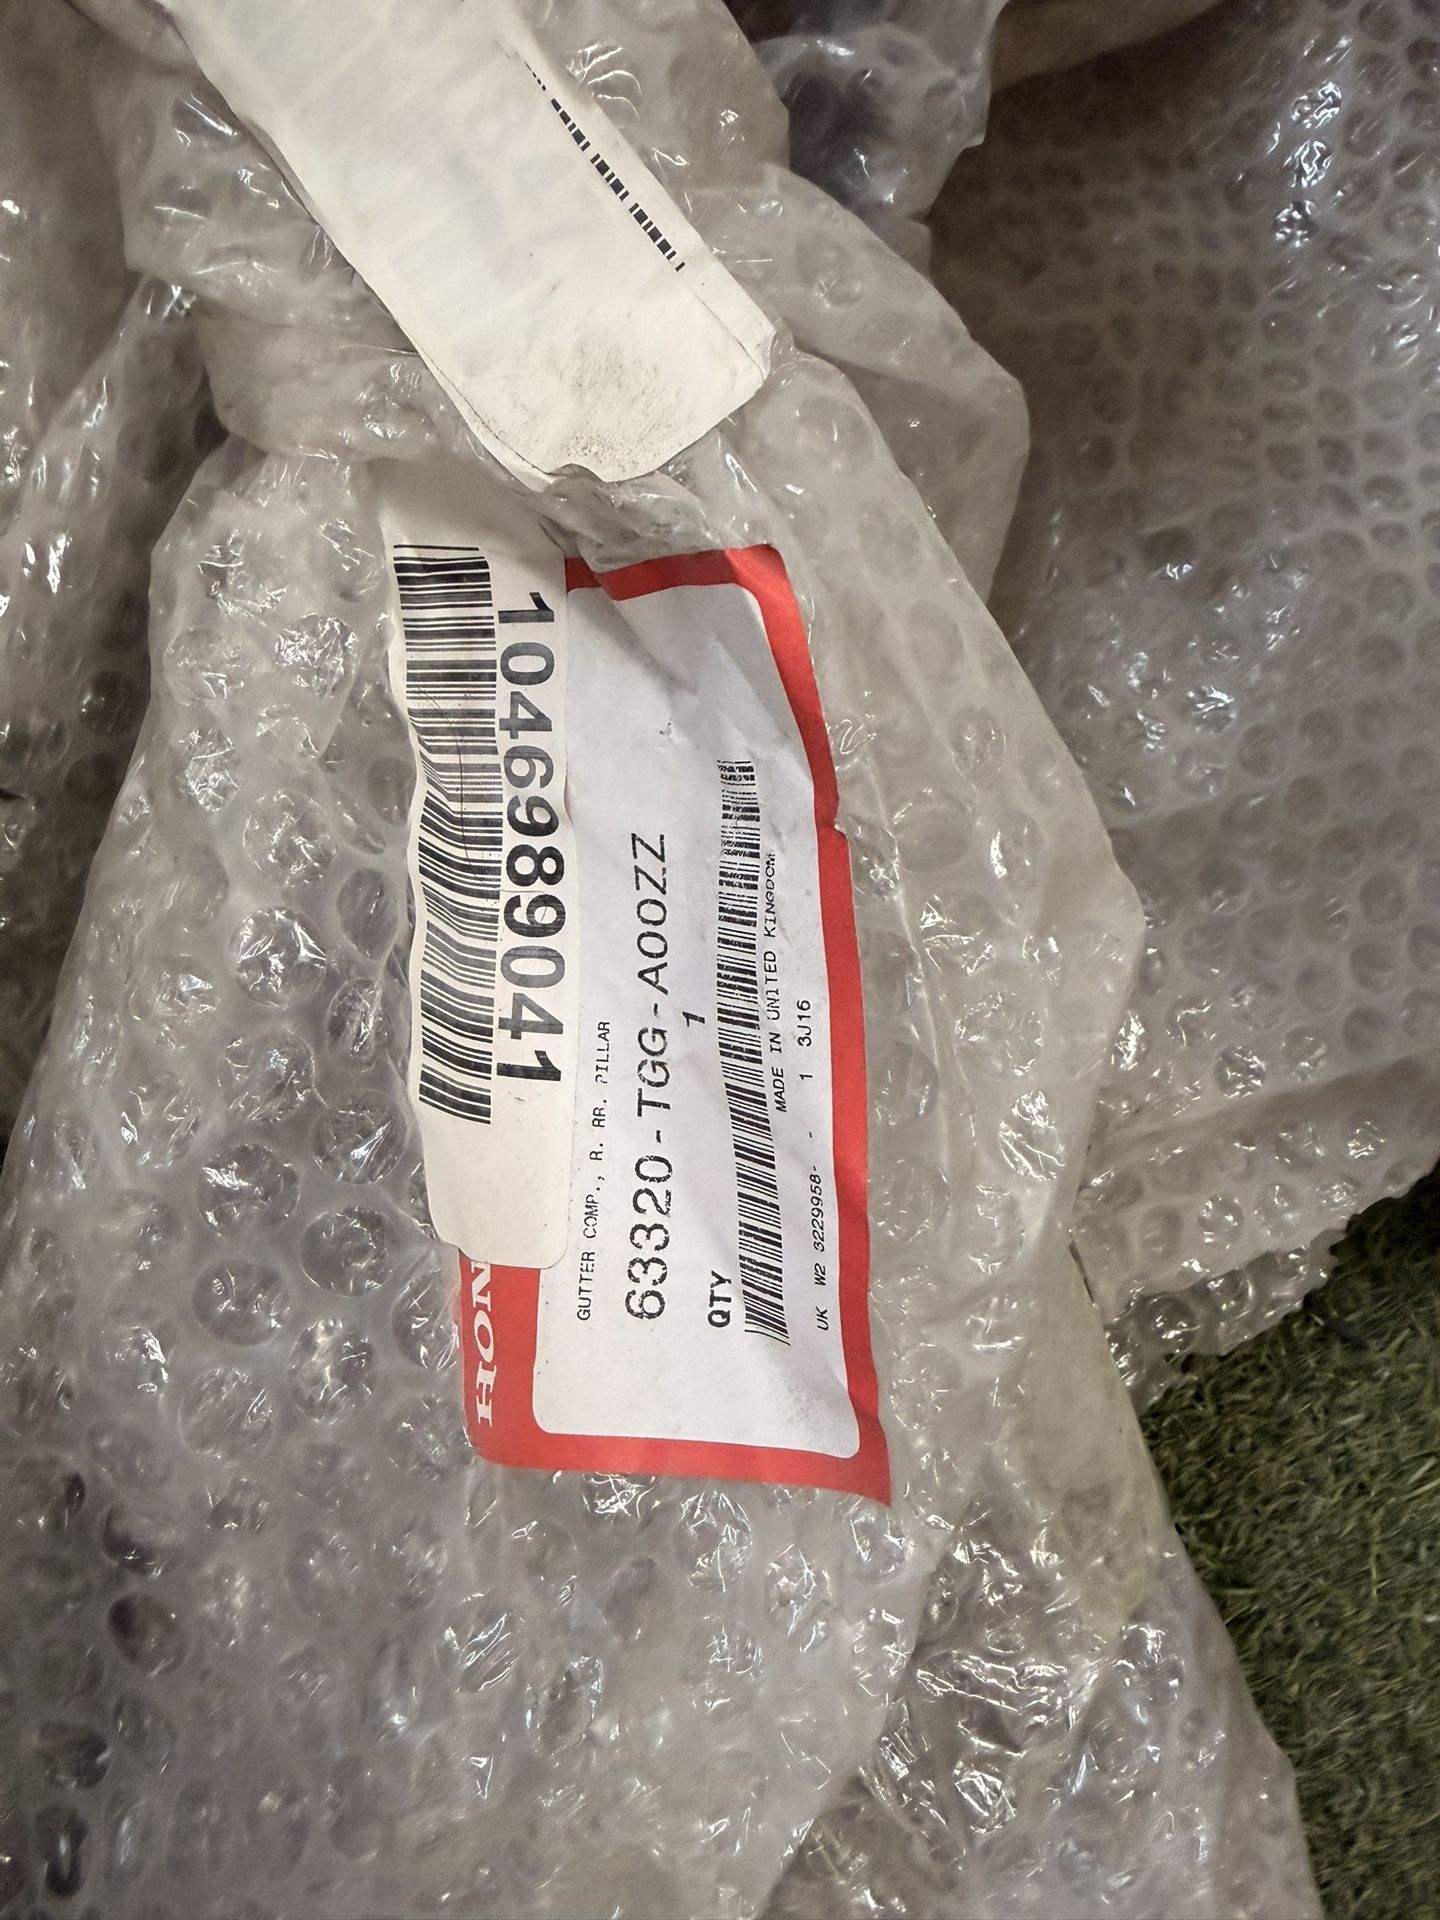 1046989041
HON
GUTTER COMP., R. RR. PILLAR
63320-TGG-A00ZZ
QTY 1
MADE IN UNITED KINGDOM
UK W2 3229958- - 1 3J16